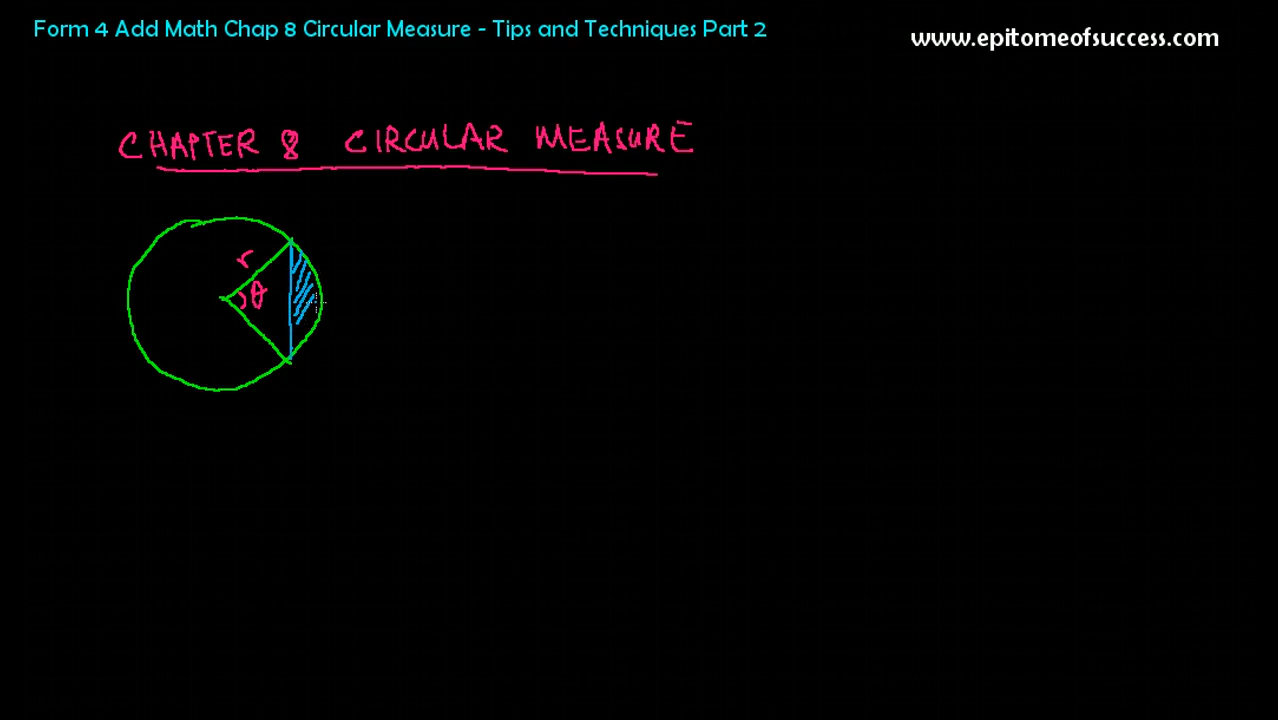 Form 4 Add Math Chap 8 Circular Measure - Tips and Techniques Part 2
www.epitomeofsuccess.com
CHAPTER 8 CIRCULAR MEASURE
r
θ